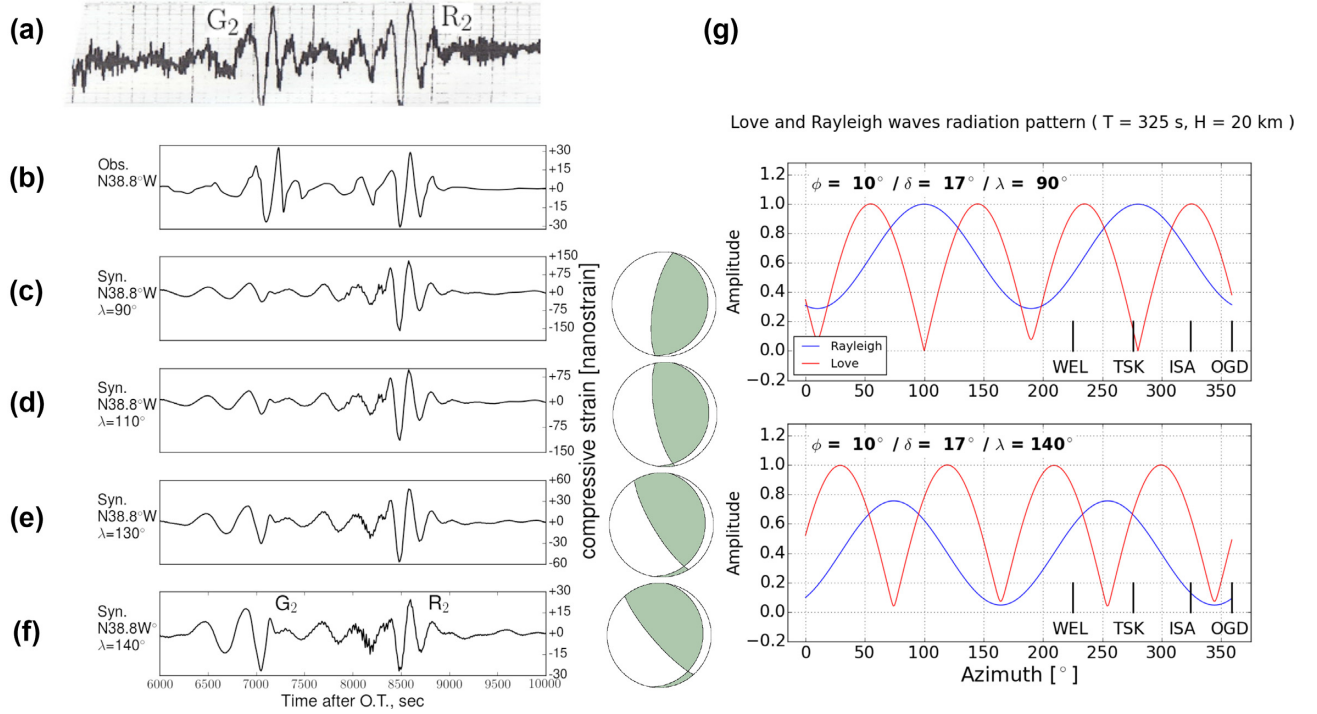 (a)
G2
R2
(b)
Obs.
N38.8°W
+30
+15
+0
-15
-30
(c)
Syn.
N38.8°W
λ=90°
+150
+75
+0
-75
-150
(d)
Syn.
N38.8°W
λ=110°
+75
+0
-75
-150
(e)
Syn.
N38.8°W
λ=130°
+60
+30
+0
-30
-60
(f)
Syn.
N38.8W°
λ=140°
G2
R2
+30
+15
+0
-15
-30
6000 6500 7000 7500 8000 8500 9000 9500 10000
Time after O.T., sec
compressive strain [nanostrain]
(g)
Love and Rayleigh waves radiation pattern ( T = 325 s, H = 20 km )
ϕ = 10° / δ = 17° / λ = 90°
Amplitude
1.2
1.0
0.8
0.6
0.4
0.2
0.0
−0.2
Rayleigh
Love
WEL TSK ISA OGD
0 50 100 150 200 250 300 350
ϕ = 10° / δ = 17° / λ = 140°
Amplitude
1.2
1.0
0.8
0.6
0.4
0.2
0.0
−0.2
WEL TSK ISA OGD
0 50 100 150 200 250 300 350
Azimuth [°]